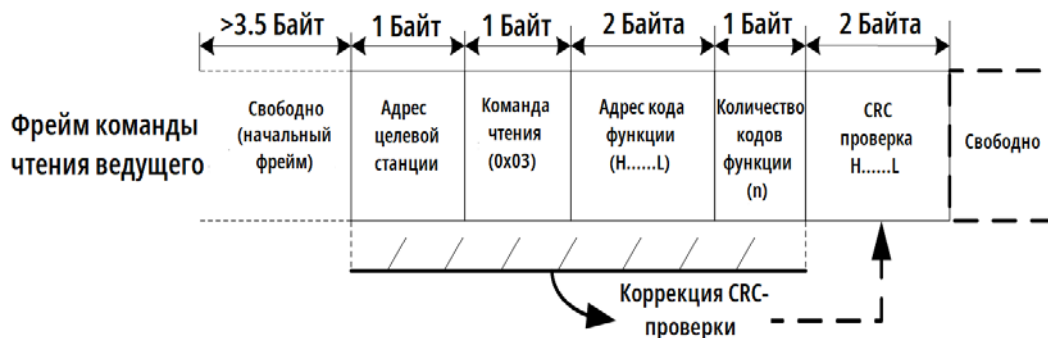 >3.5 Байт
1 Байт
1 Байт
2 Байта
1 Байт
2 Байта
Фрейм команды
чтения ведущего
Свободно
(начальный
фрейм)
Адрес
целевой
станции
Команда
чтения
(0x03)
Адрес кода
функции
(H......L)
Количество
кодов
функции
(n)
CRC
проверка
H......L
Свободно
Коррекция CRC-
проверки